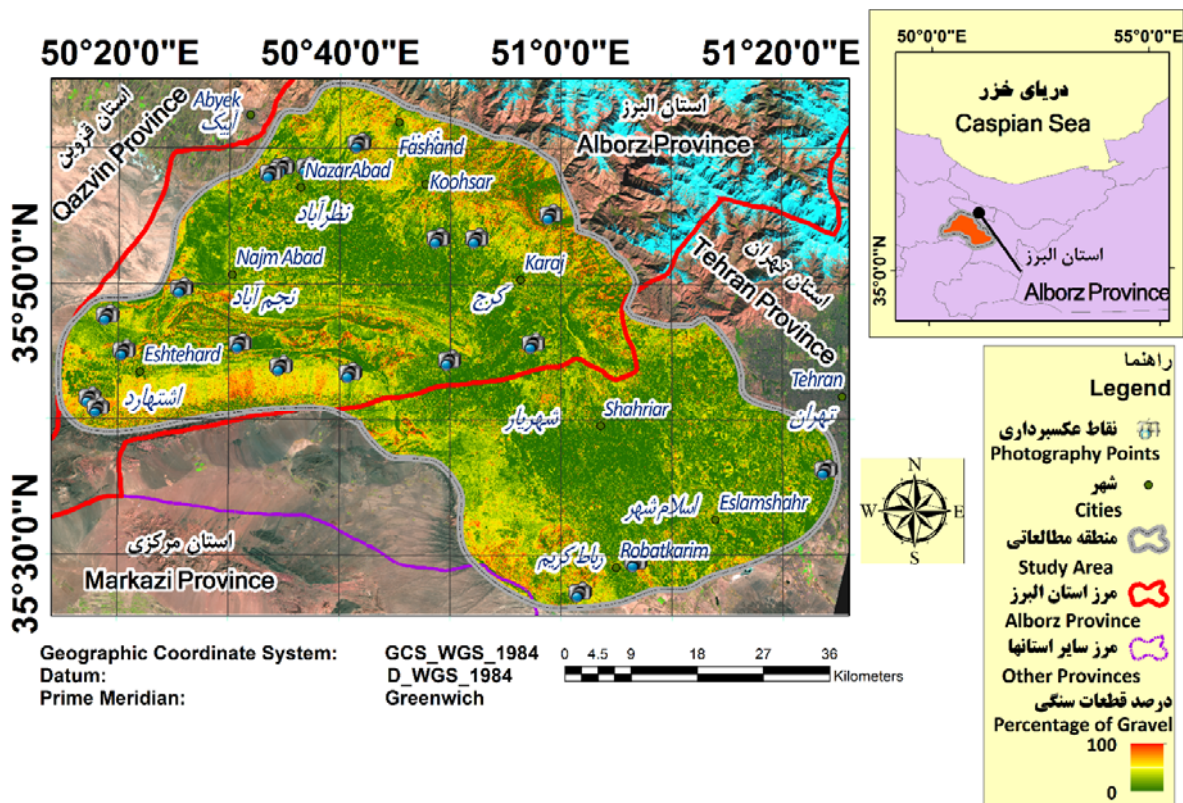 50°20'0"E 50°40'0"E 51°0'0"E 51°20'0"E
35°50'0"N
35°30'0"N
استان قزوین
Qazvin Province
Abyek
آبیک
استان البرز
Alborz Province
Fashand
NazarAbad
نظرآباد
Koohsar
Najm Abad
نجم آباد
Karaj
کرج
استان تهران
Tehran Province
Eshtehard
اشتهارد
Tehran
تهران
Shahriar
شهریار
اسلام شهر
Eslamshahr
رباط کریم
Robatkarim
استان مرکزی
Markazi Province
Geographic Coordinate System: GCS_WGS_1984
Datum: D_WGS_1984
Prime Meridian: Greenwich
0 4.5 9 18 27 36
Kilometers
50°0'0"E 55°0'0"E
35°0'0"N
دریای خزر
Caspian Sea
استان البرز
Alborz Province
N
W E
S
راهنما
Legend
نقاط عکسبرداری
Photography Points
شهر
Cities
منطقه مطالعاتی
Study Area
مرز استان البرز
Alborz Province
مرز سایر استانها
Other Provinces
درصد قطعات سنگی
Percentage of Gravel
100
0